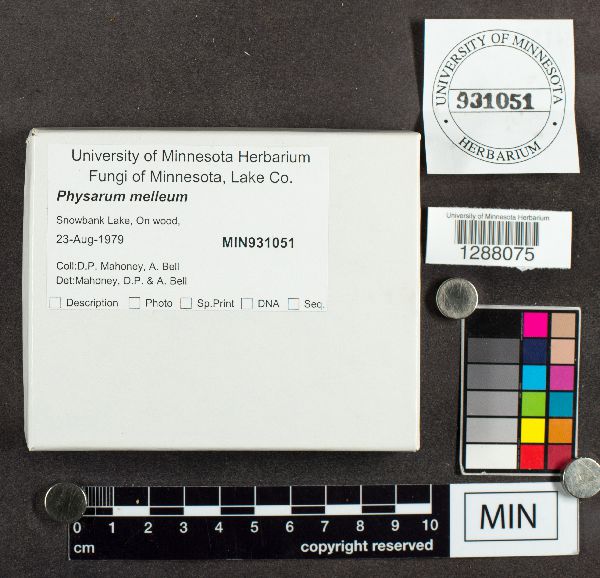 University of Minnesota Herbarium
Fungi of Minnesota, Lake Co.
Physarum melleum
Snowbank Lake, On wood,
23-Aug-1979 MIN931051
Coll:D.P. Mahoney, A. Bell
Det:Mahoney, D.P. & A. Bell
Description Photo Sp.Print DNA Seq.
UNIVERSITY OF MINNESOTA
931051
• HERBARIUM •
University of Minnesota Herbarium
1288075
0 1 2 3 4 5 6 7 8 9 10
cm copyright reserved
MIN